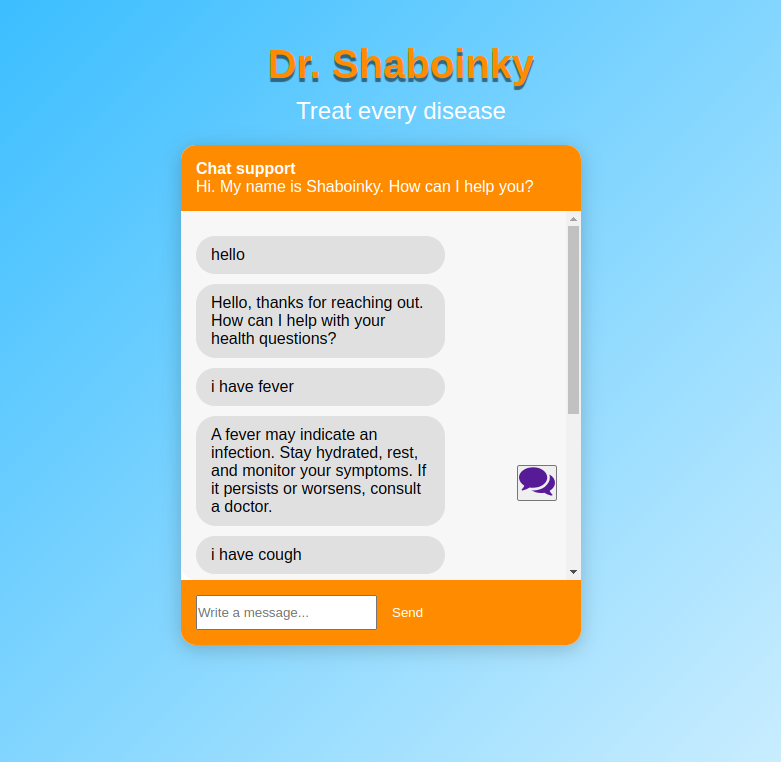 Dr. Shaboinky
Treat every disease
Chat support
Hi. My name is Shaboinky. How can I help you?
hello
Hello, thanks for reaching out.
How can I help with your
health questions?
i have fever
A fever may indicate an
infection. Stay hydrated, rest,
and monitor your symptoms. If
it persists or worsens, consult
a doctor.
i have cough
Write a message...
Send